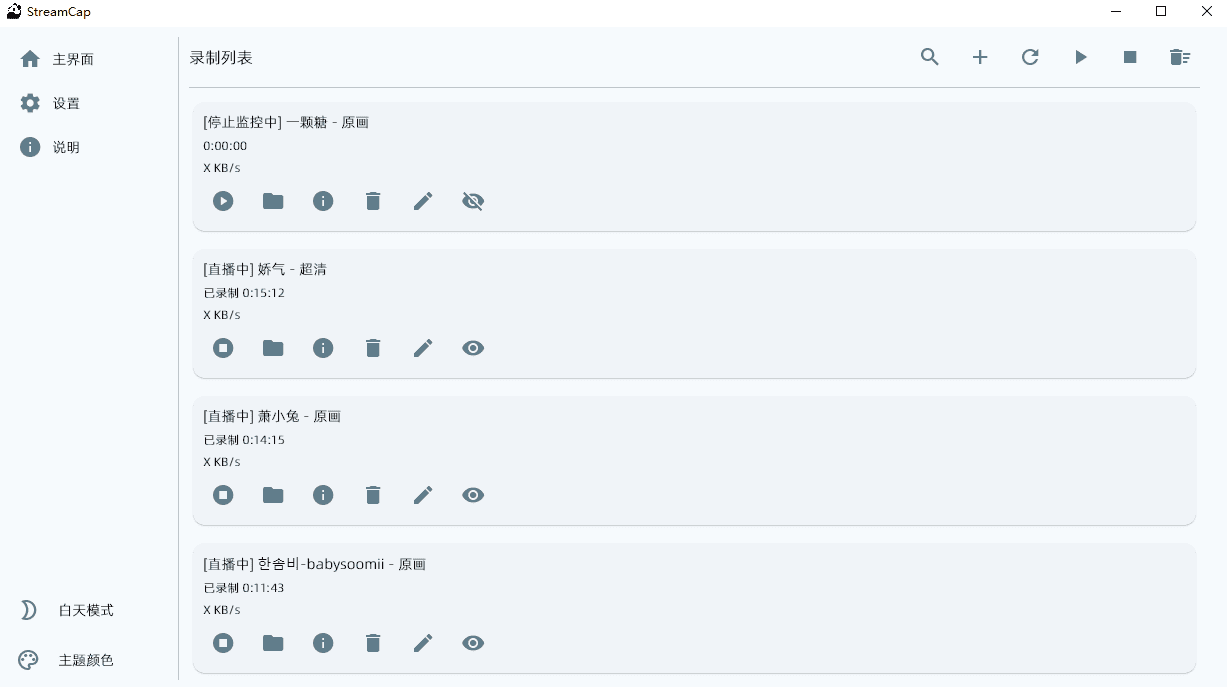 StreamCap
主界面
设置
说明
白天模式
主题颜色
录制列表
[停止监控中] 一颗糖 - 原画
0:00:00
X KB/s
[直播中] 娇气 - 超清
已录制 0:15:12
X KB/s
[直播中] 萧小兔 - 原画
已录制 0:14:15
X KB/s
[直播中] 한솜비-babysoomii - 原画
已录制 0:11:43
X KB/s